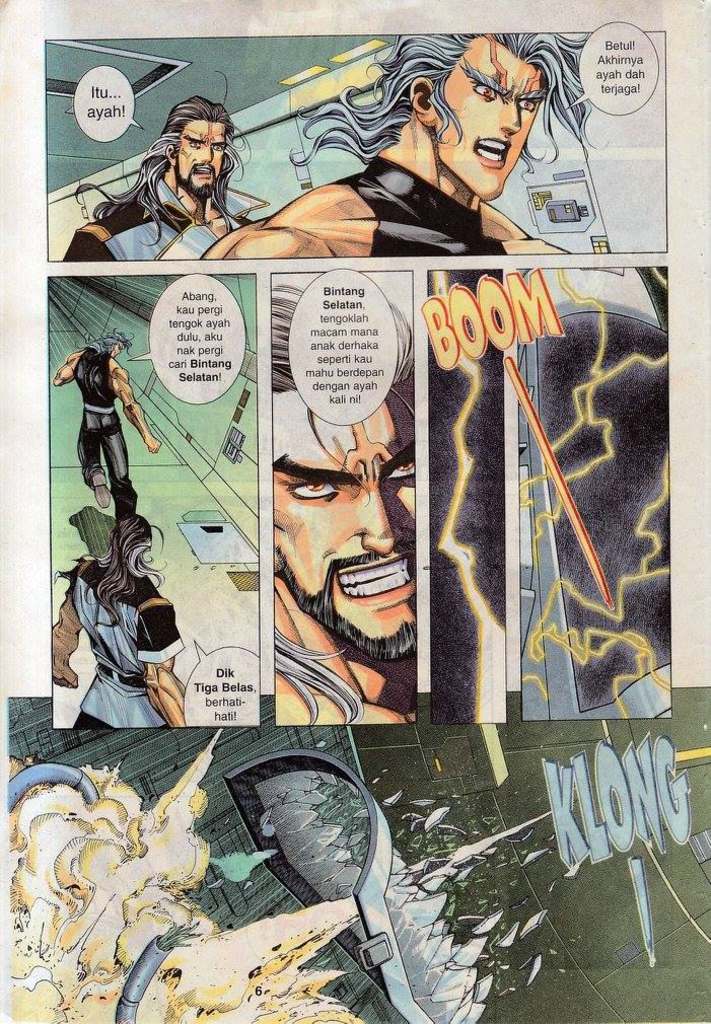 Itu...
ayah!
Betul!
Akhirnya
ayah dah
terjaga!
Abang,
kau pergi
tengok ayah
dulu, aku
nak pergi
cari Bintang
Selatan!
Dik
Tiga Belas,
berhati-
hati!
Bintang
Selatan,
tengoklah
macam mana
anak derhaka
seperti kau
mahu berdepan
dengan ayah
kali ni!
BOOM!
KLONG!
6